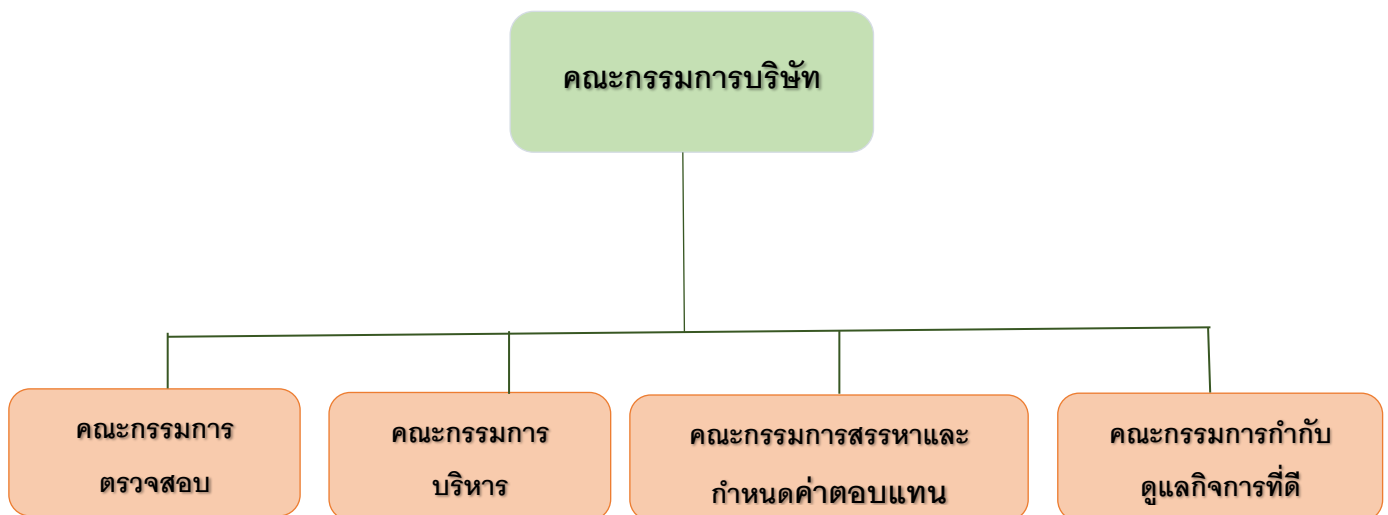 คณะกรรมการบริษัท
คณะกรรมการ
ตรวจสอบ
คณะกรรมการ
บริหาร
คณะกรรมการสรรหาและ
กำหนดค่าตอบแทน
คณะกรรมการกำกับ
ดูแลกิจการที่ดี